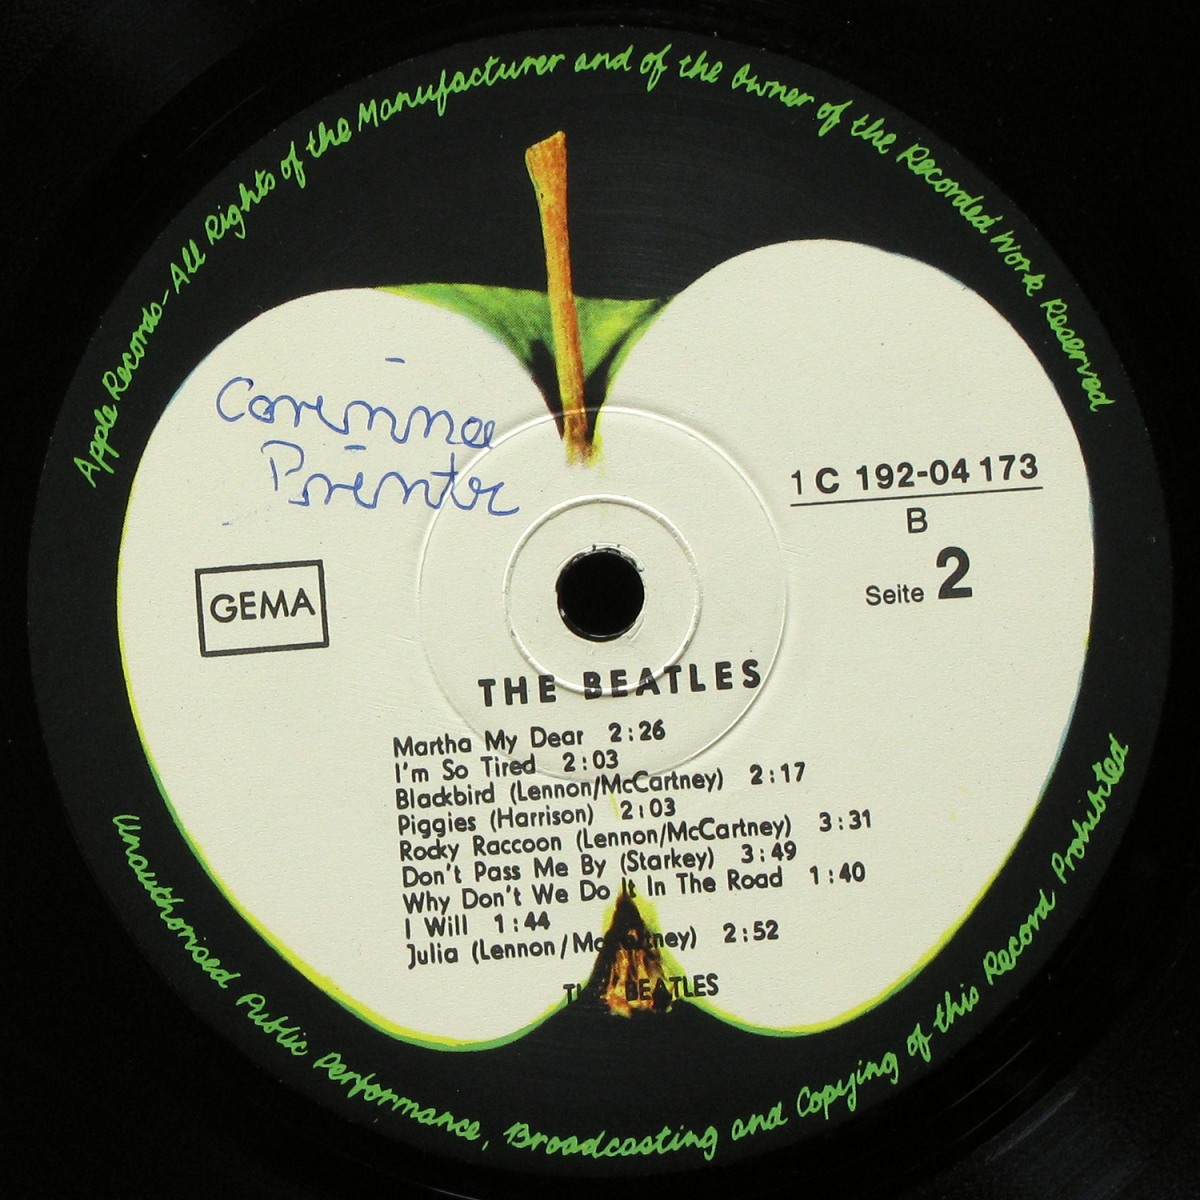 Apple Records - All Rights of the Manufacturer and of the Owner of the Recorded Work Reserved
Corinna
1 C 192-04 173
B
Seite 2
GEMA
THE BEATLES
Martha My Dear 2:26
I'm So Tired 2:03
Blackbird (Lennon/McCartney) 2:17
Piggies (Harrison) 2:03
Rocky Raccoon (Lennon/McCartney) 3:31
Don't Pass Me By (Starkey) 3:49
Why Don't We Do It In The Road 1:40
I Will 1:44
Julia (Lennon/McCartney) 2:52
THE BEATLES
Unauthorised Public Performance, Broadcasting and Copying of this Record Prohibited